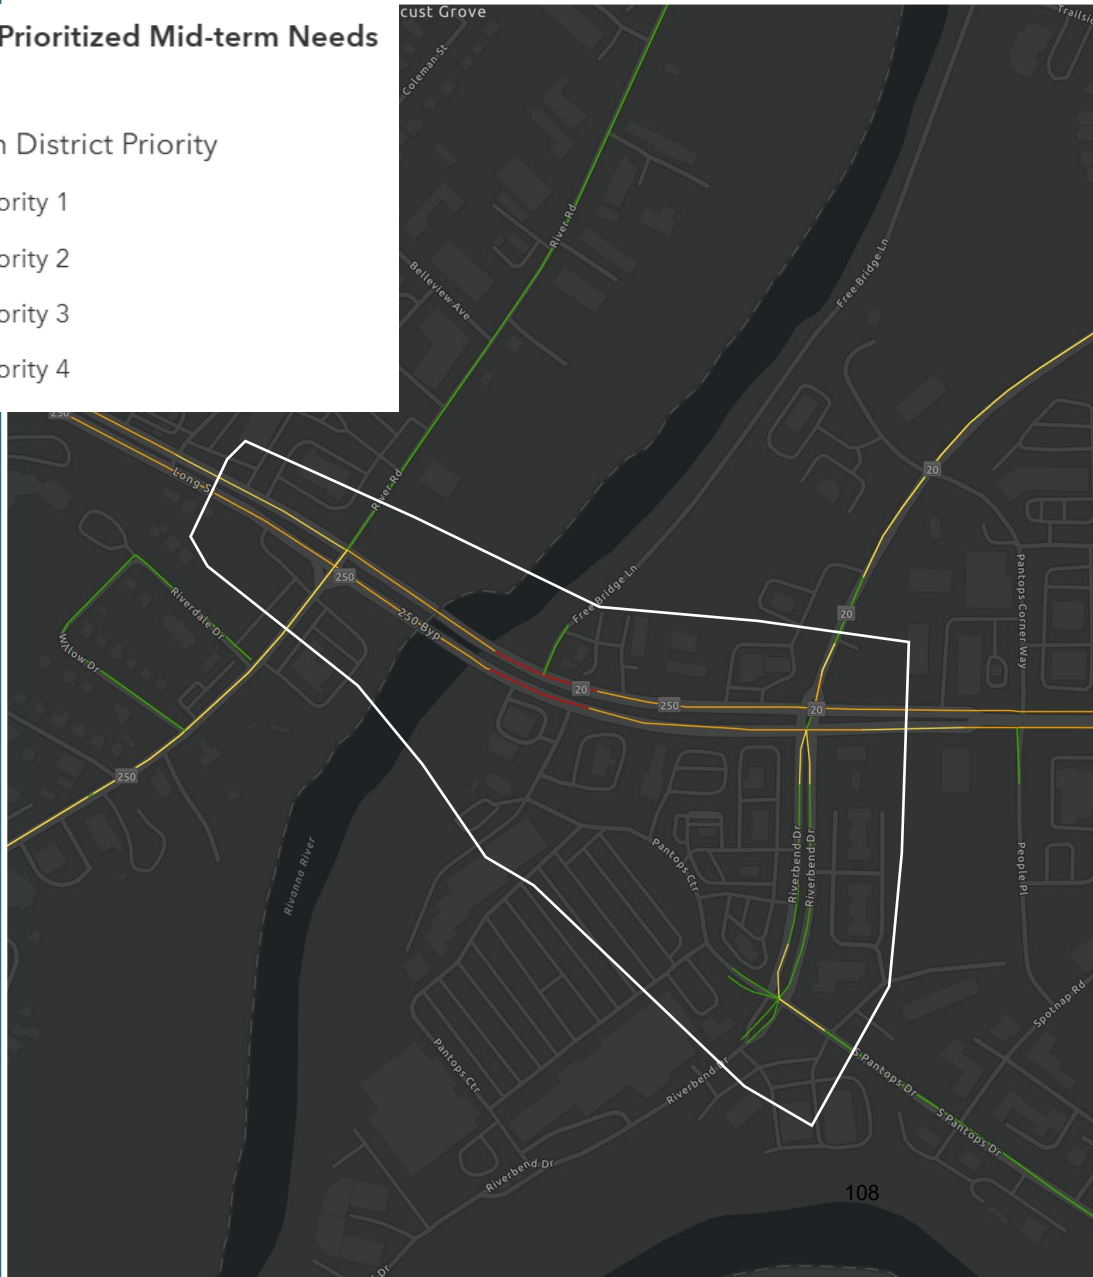 Prioritized Mid-term Needs
n District Priority
ority 1
ority 2
ority 3
ority 4
cust Grove
Coleman St
River Rd
Belleview Ave
Free Bridge Ln
20
250
Long S
River Rd
250
Free Bridge Ln
20
Pantops Corner Way
Riverdale Dr
250-Byp
Willow Dr
20
250
20
250
Rivanna River
Pantops Ctr
Riverbend Dr
Riverbend Dr
People Pl
Spotnap Rd
Pantops Ctr
Riverbend Dr
S Pantops Dr
S Pantops Dr
Riverbend Dr
108
Dr